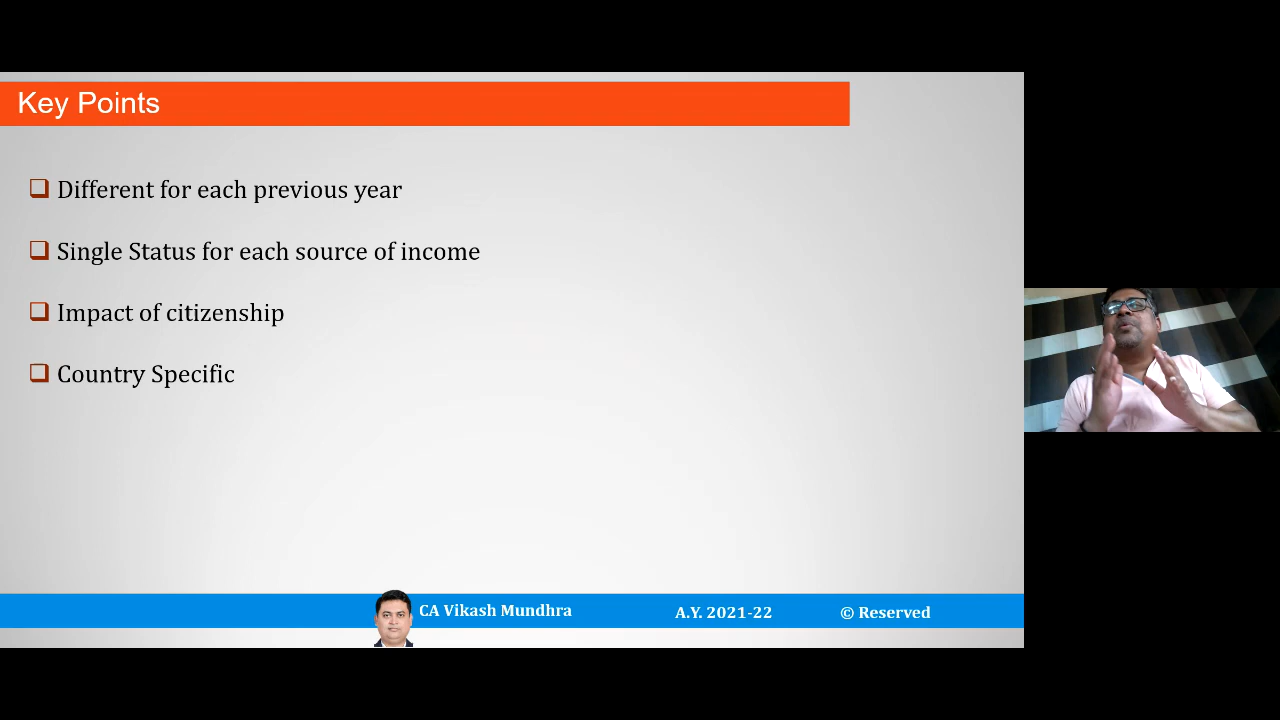 Key Points
Different for each previous year
Single Status for each source of income
Impact of citizenship
Country Specific
CA Vikash Mundhra
A.Y. 2021-22
© Reserved